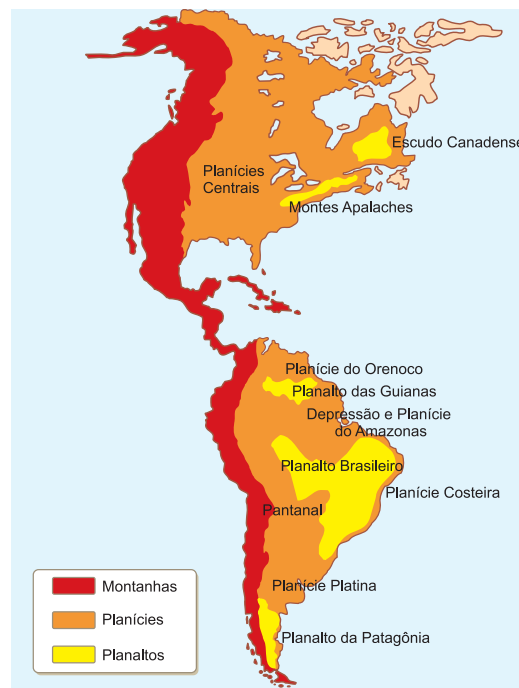 Escudo Canadense
Planícies
Centrais
Montes Apalaches
Planície do Orenoco
Planalto das Guianas
Depressão e Planície
do Amazonas
Planalto Brasileiro
Planície Costeira
Pantanal
Planície Platina
Planalto da Patagônia
Montanhas
Planícies
Planaltos